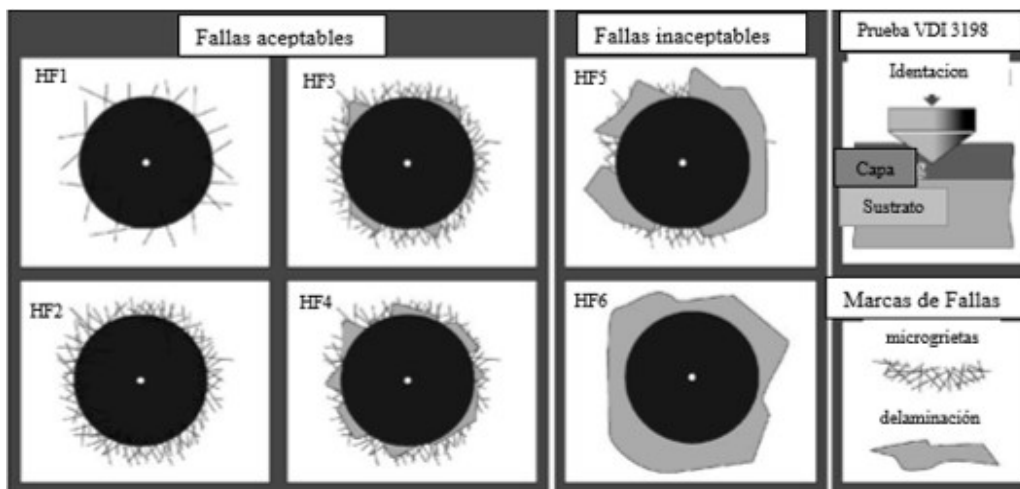 Fallas aceptables
HF1
HF3
HF2
HF4
Fallas inaceptables
HF5
HF6
Prueba VDI 3198
Identacion
Capa
Sustrato
Marcas de Fallas
microgrietas
delaminación